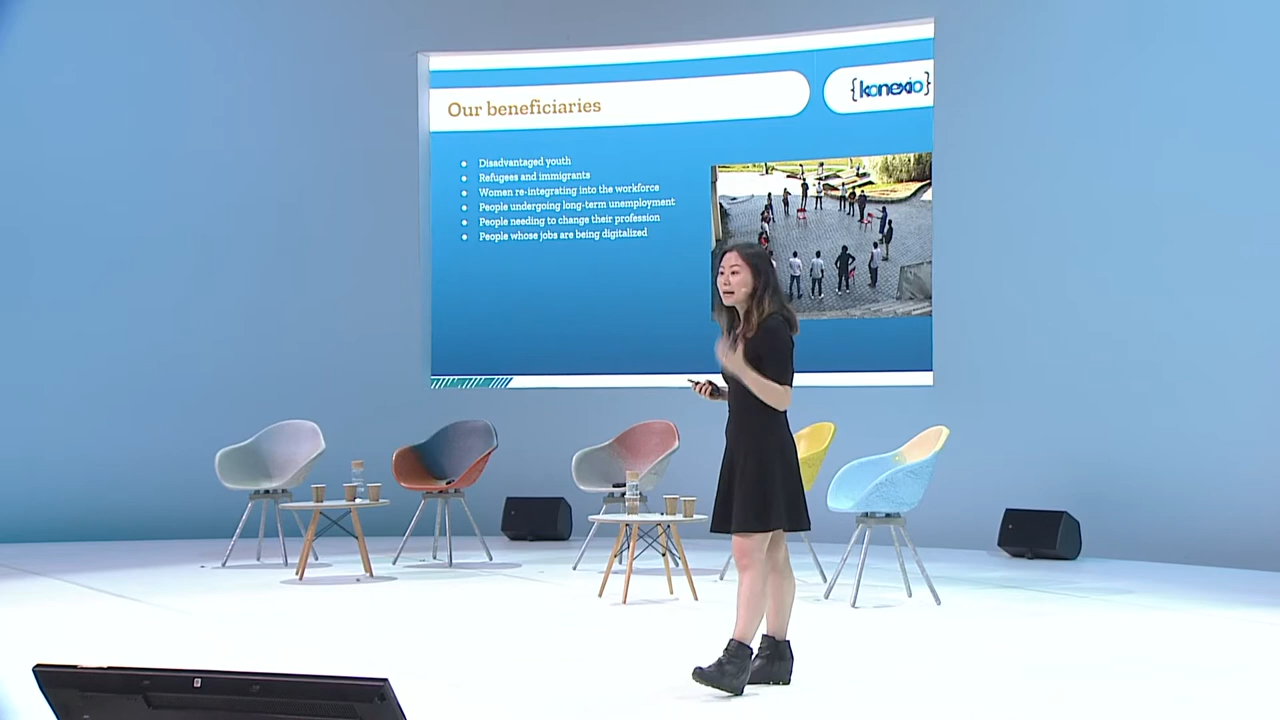 Our beneficiaries
{konexio}
● Disadvantaged youth
● Refugees and immigrants
● Women re-integrating into the workforce
● People undergoing long-term unemployment
● People needing to change their profession
● People whose jobs are being digitalized